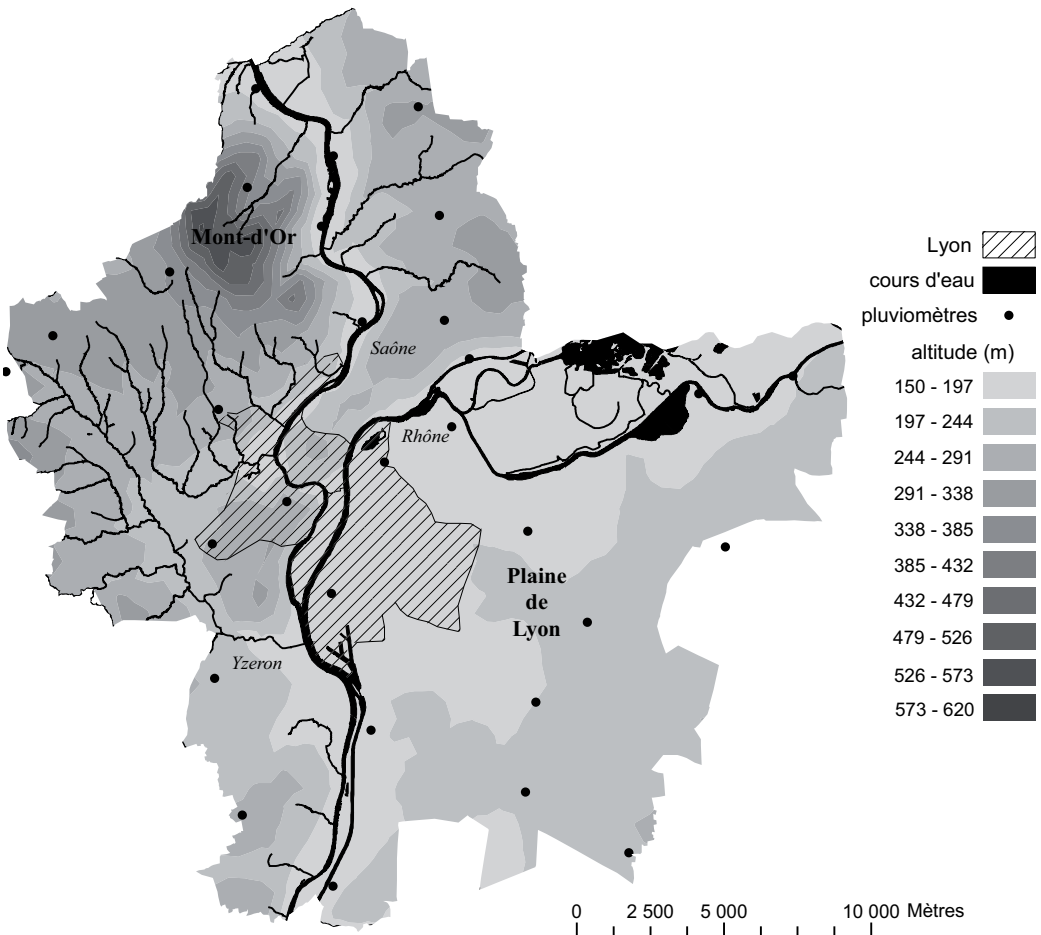 Mont-d'Or
Saône
Rhône
Plaine
de
Lyon
Yzeron
Lyon
cours d'eau
pluviomètres
altitude (m)
150 - 197
197 - 244
244 - 291
291 - 338
338 - 385
385 - 432
432 - 479
479 - 526
526 - 573
573 - 620
0 2 500 5 000 10 000 Mètres